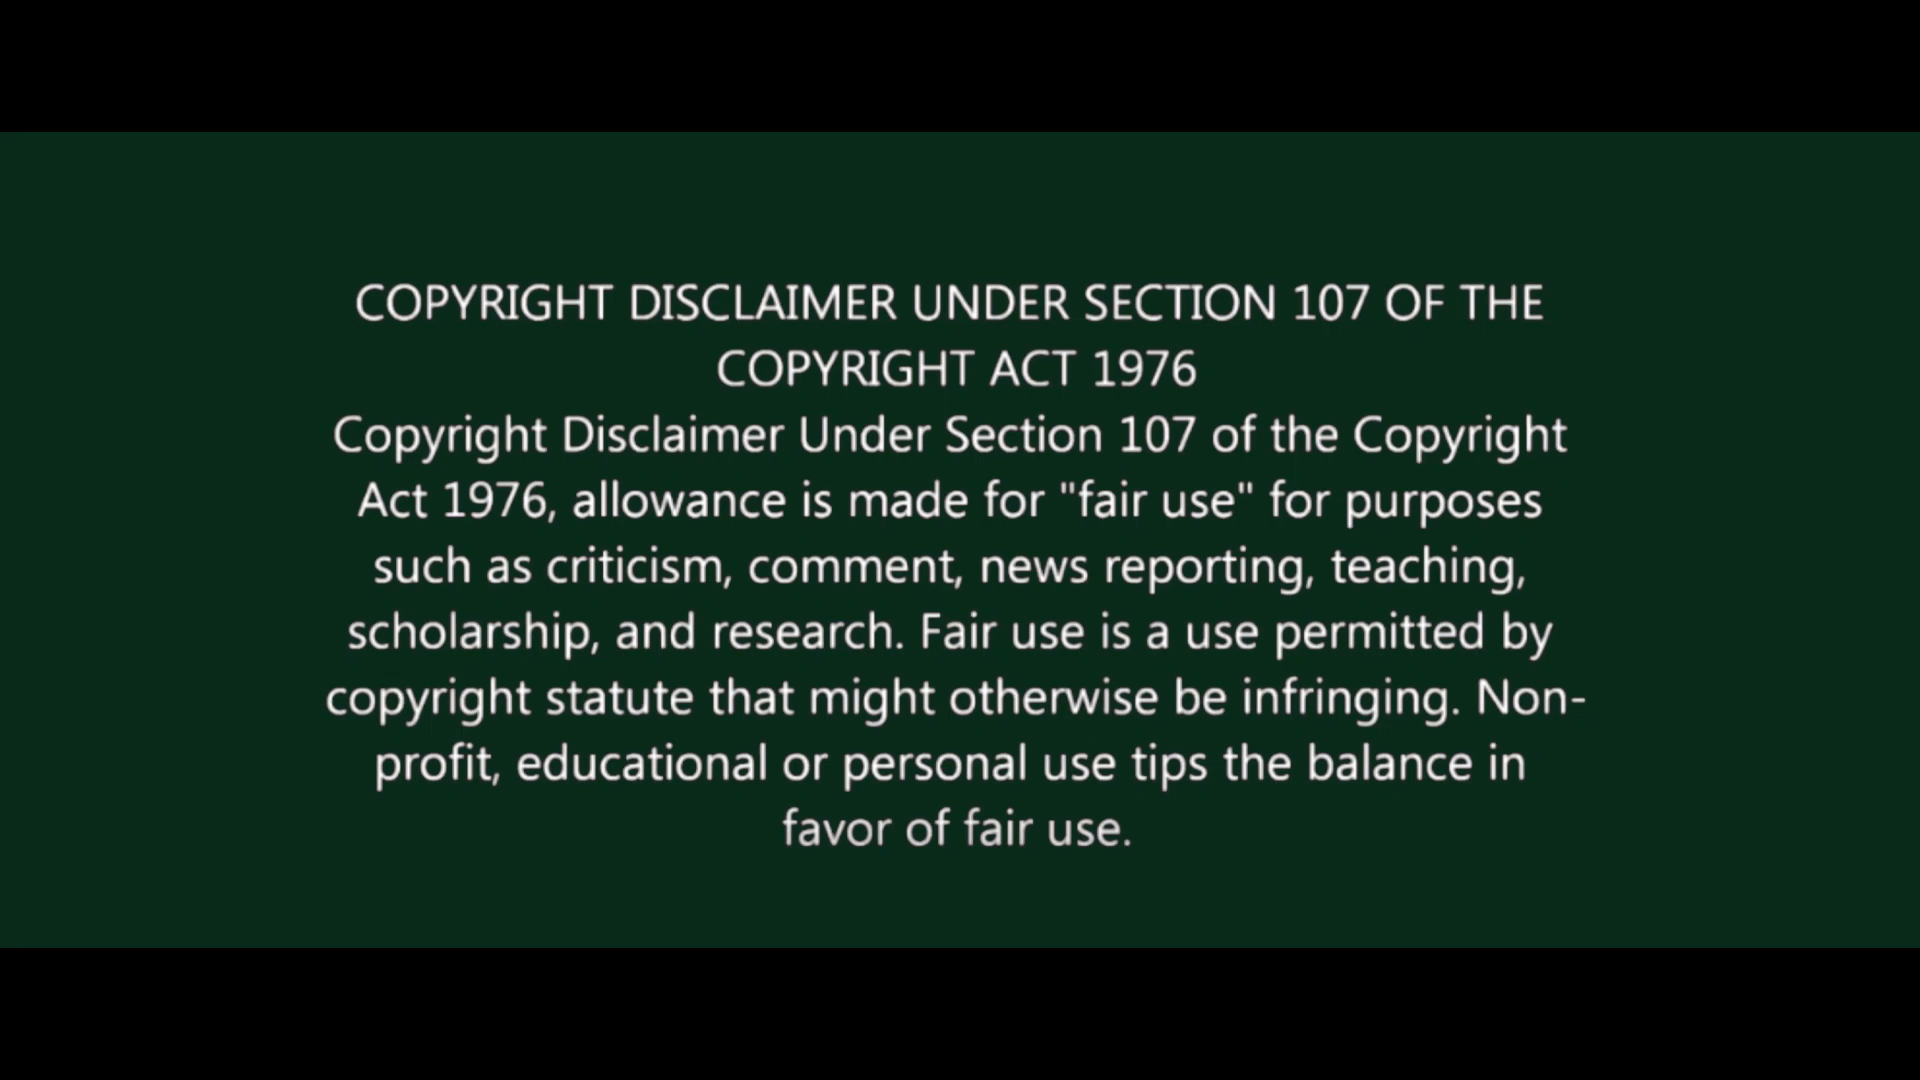 COPYRIGHT DISCLAIMER UNDER SECTION 107 OF THE
COPYRIGHT ACT 1976
Copyright Disclaimer Under Section 107 of the Copyright
Act 1976, allowance is made for "fair use" for purposes
such as criticism, comment, news reporting, teaching,
scholarship, and research. Fair use is a use permitted by
copyright statute that might otherwise be infringing. Non-
profit, educational or personal use tips the balance in
favor of fair use.